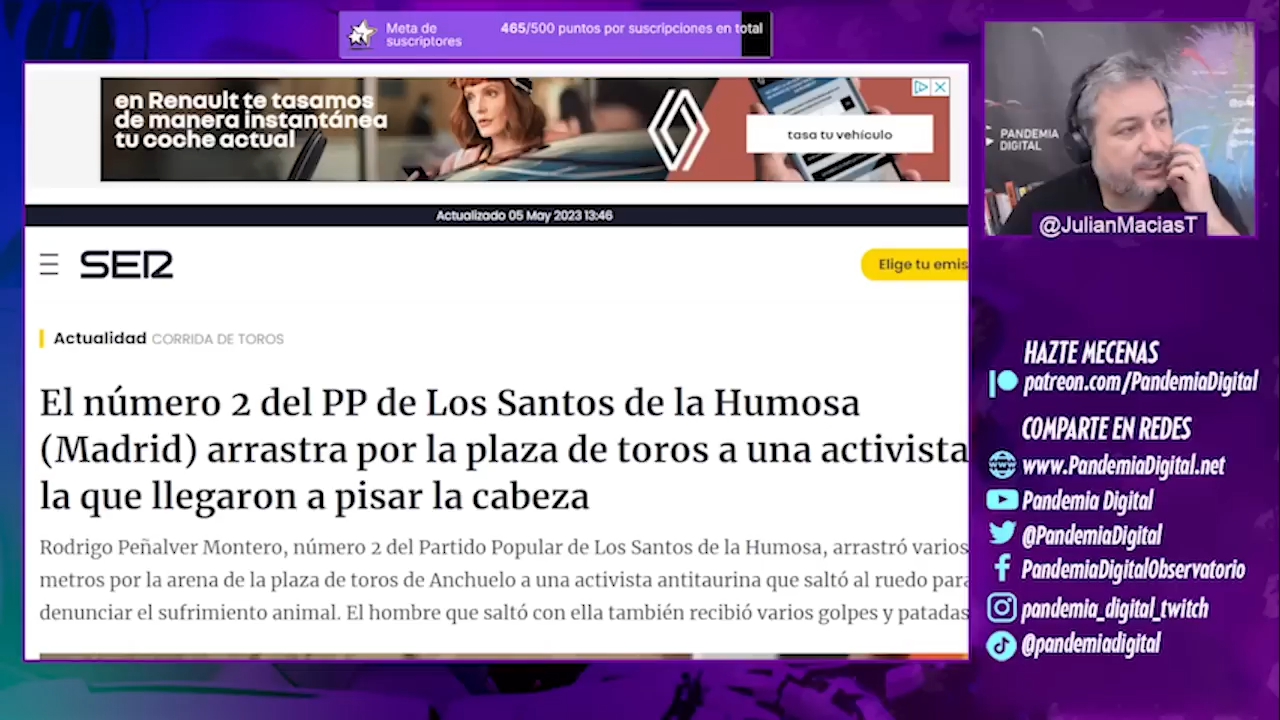 Meta de
suscriptores
465/500 puntos por suscripciones en total
en Renault te tasamos
de manera instantánea
tu coche actual
tasa tu vehículo
Actualizado 05 May 2023 13:46
SER
Elige tu emis
Actualidad CORRIDA DE TOROS
El número 2 del PP de Los Santos de la Humosa
(Madrid) arrastra por la plaza de toros a una activista
la que llegaron a pisar la cabeza
Rodrigo Peñalver Montero, número 2 del Partido Popular de Los Santos de la Humosa, arrastró varios
metros por la arena de la plaza de toros de Anchuelo a una activista antitaurina que saltó al ruedo para
denunciar el sufrimiento animal. El hombre que saltó con ella también recibió varios golpes y patadas
PANDEMIA
DIGITAL
@JulianMaciasT
HAZTE MECENAS
patreon.com/PandemiaDigital
COMPARTE EN REDES
www.PandemiaDigital.net
Pandemia Digital
@PandemiaDigital
PandemiaDigitalObservatorio
pandemia_digital_twitch
@pandemiadigital